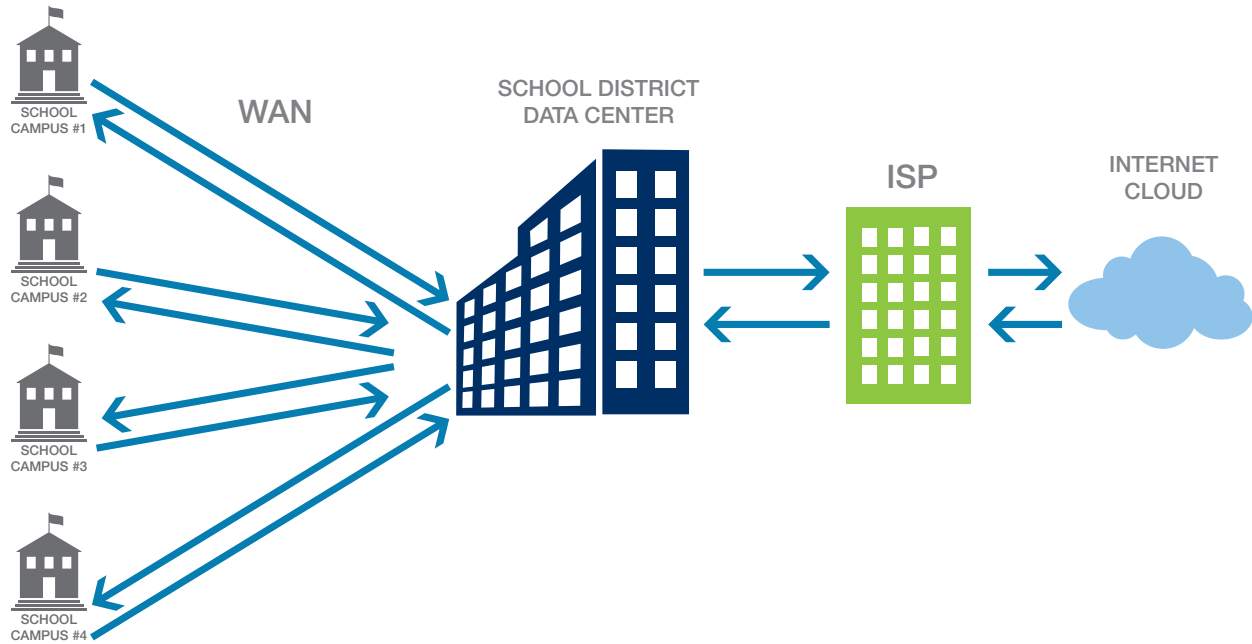 SCHOOL
CAMPUS #1
WAN
SCHOOL DISTRICT
DATA CENTER
ISP
INTERNET
CLOUD
SCHOOL
CAMPUS #2
SCHOOL
CAMPUS #3
SCHOOL
CAMPUS #4